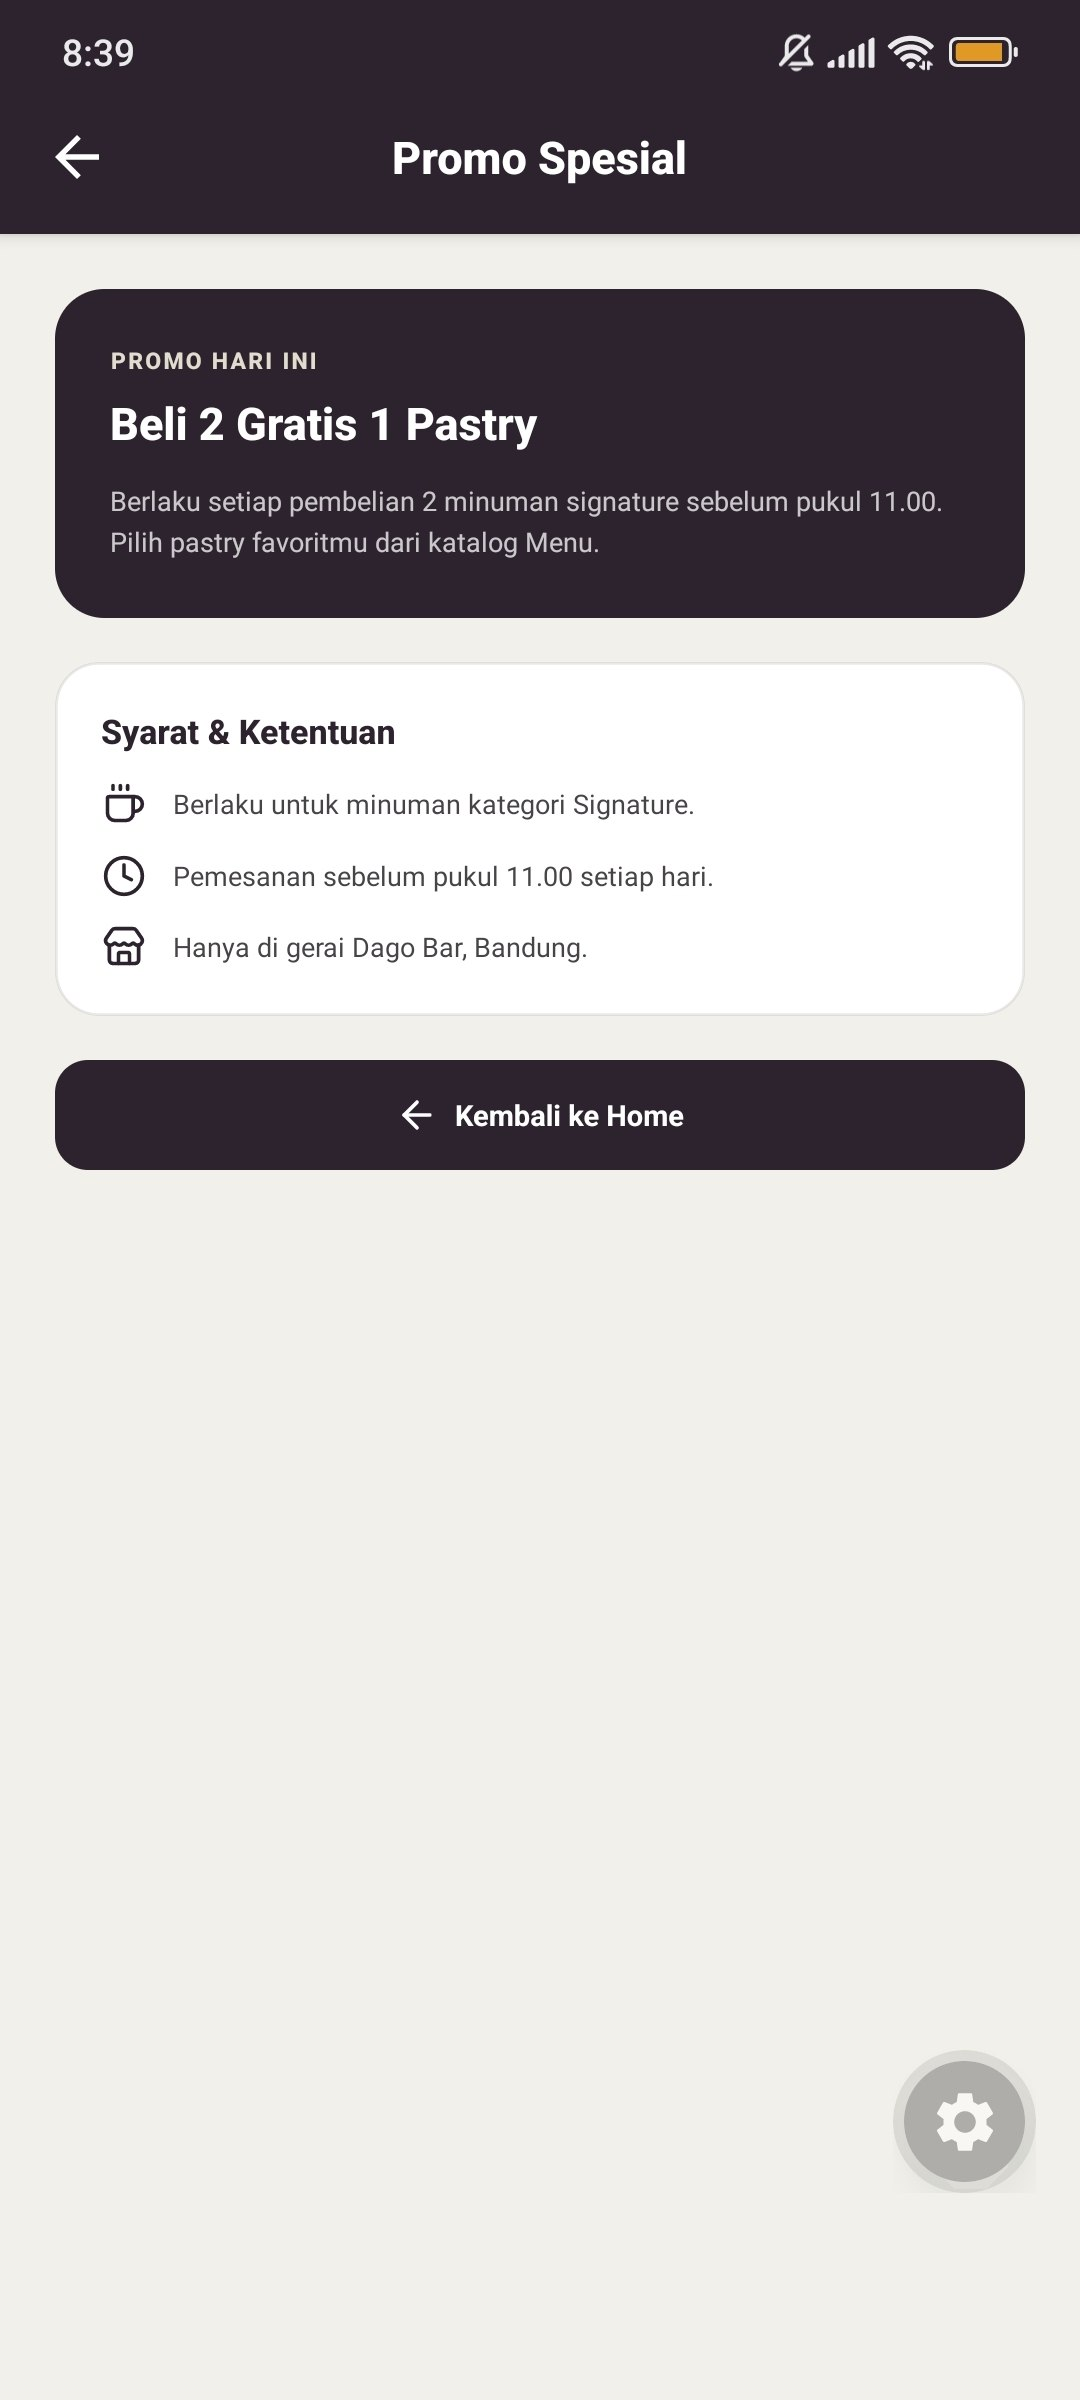 8:39
Promo Spesial
PROMO HARI INI
Beli 2 Gratis 1 Pastry
Berlaku setiap pembelian 2 minuman signature sebelum pukul 11.00.
Pilih pastry favoritmu dari katalog Menu.
Syarat & Ketentuan
Berlaku untuk minuman kategori Signature.
Pemesanan sebelum pukul 11.00 setiap hari.
Hanya di gerai Dago Bar, Bandung.
Kembali ke Home